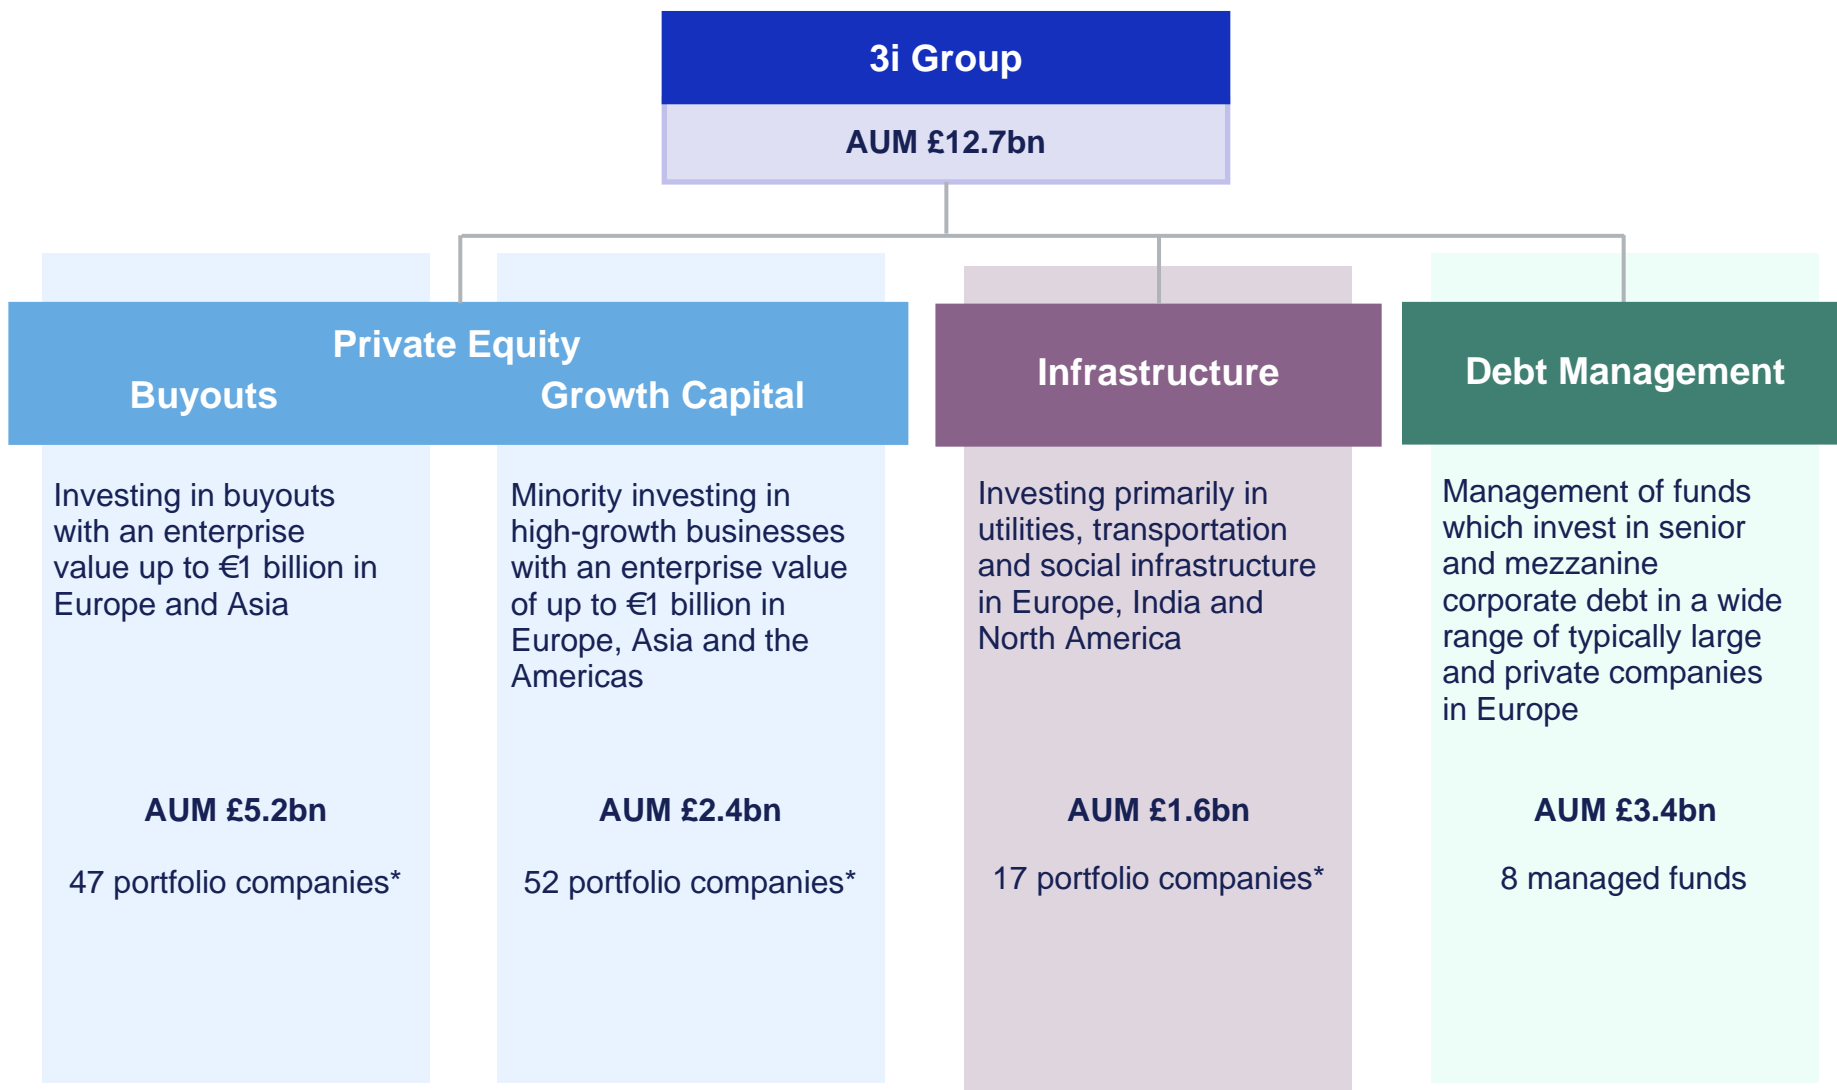 3i Group
AUM £12.7bn
Private Equity
Buyouts
Growth Capital
Infrastructure
Debt Management
Investing in buyouts
with an enterprise
value up to €1 billion in
Europe and Asia
AUM £5.2bn
47 portfolio companies*
Minority investing in
high-growth businesses
with an enterprise value
of up to €1 billion in
Europe, Asia and the
Americas
AUM £2.4bn
52 portfolio companies*
Investing primarily in
utilities, transportation
and social infrastructure
in Europe, India and
North America
AUM £1.6bn
17 portfolio companies*
Management of funds
which invest in senior
and mezzanine
corporate debt in a wide
range of typically large
and private companies
in Europe
AUM £3.4bn
8 managed funds